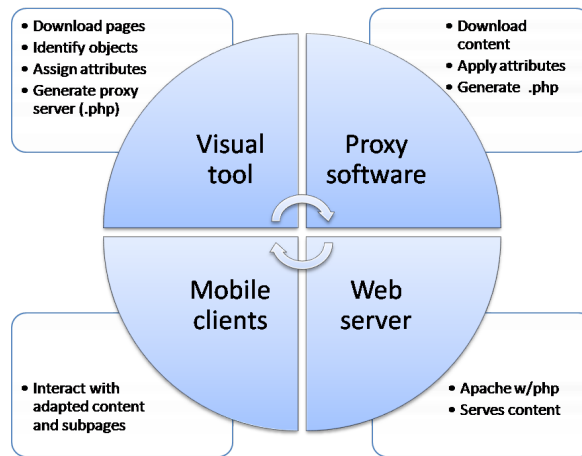 • Download pages
• Identify objects
• Assign attributes
• Generate proxy
server (.php)
• Download
content
• Apply attributes
• Generate .php
Visual
tool
Proxy
software
Mobile
clients
Web
server
• Interact with
adapted content
and subpages
• Apache w/php
• Serves content